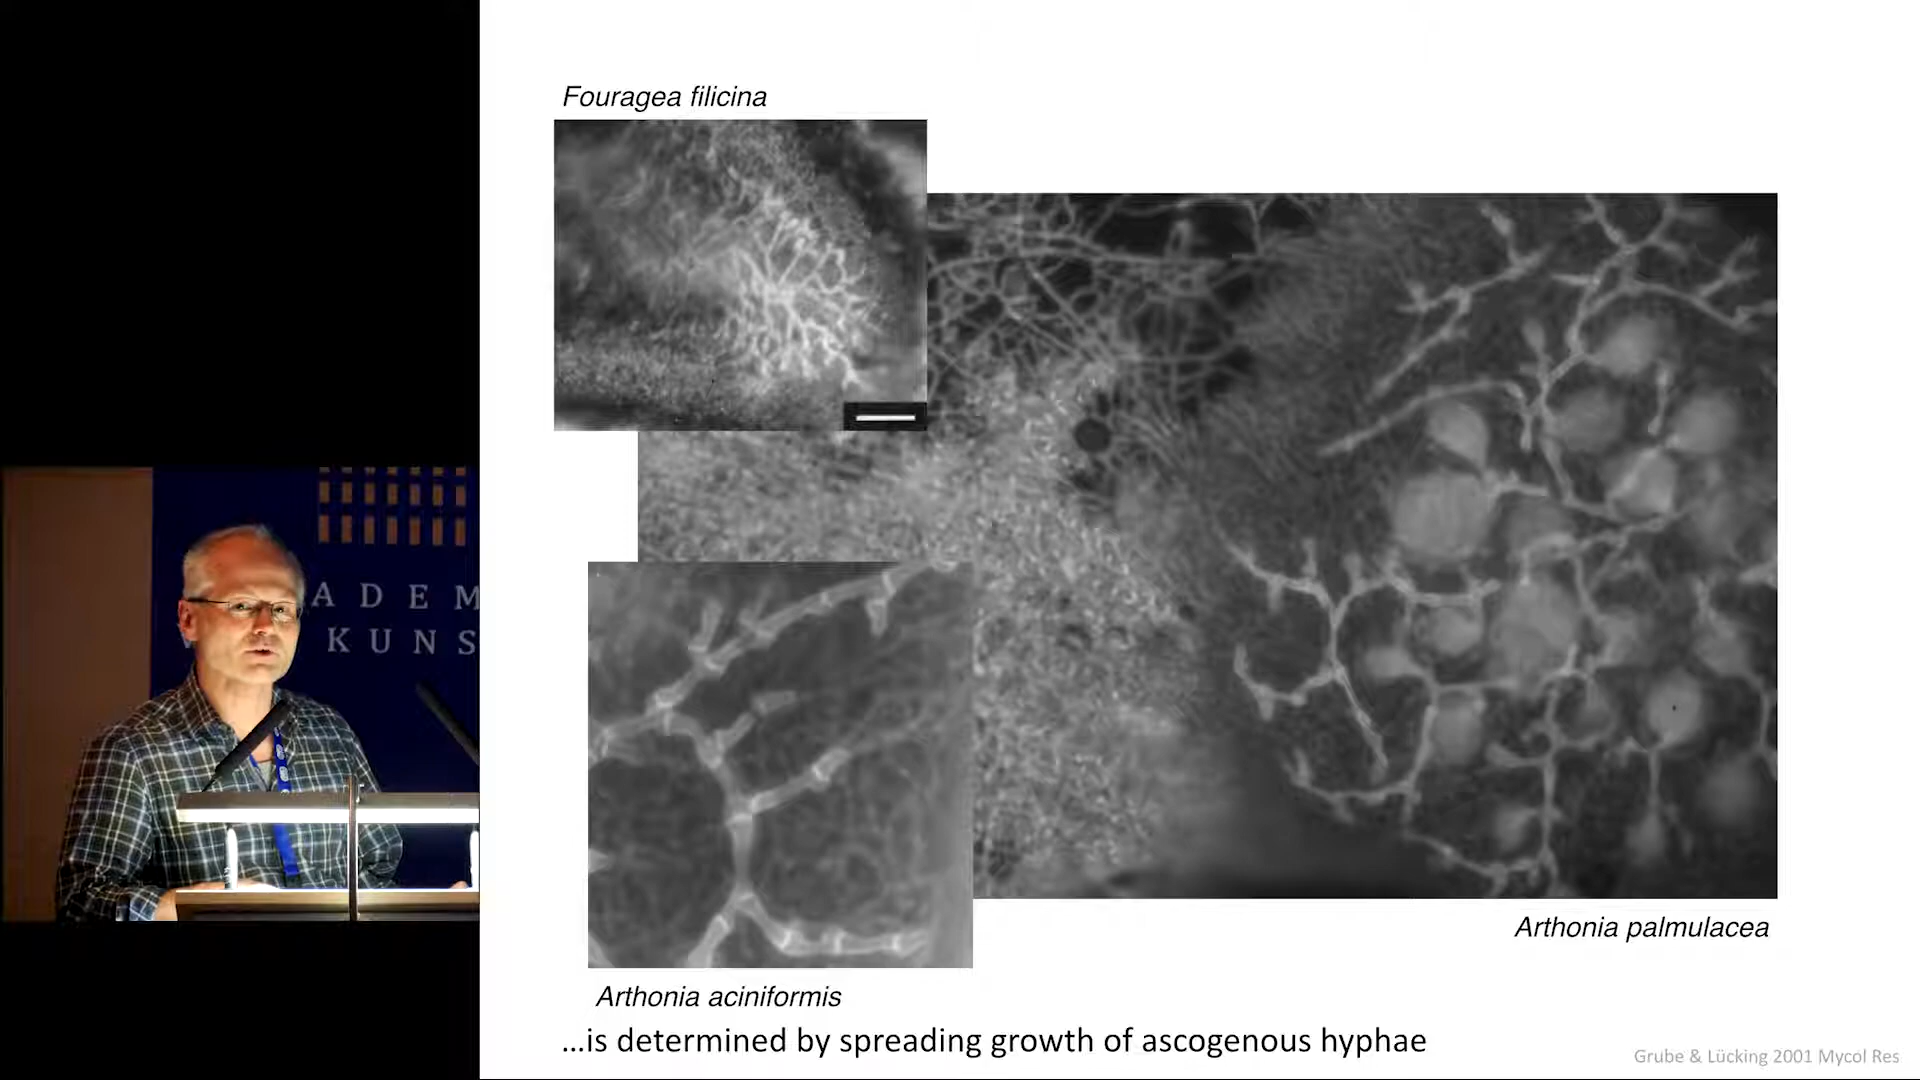 Fouragea filicina
ADEM
KUNS
Arthonia palmulacea
Arthonia aciniformis
...is determined by spreading growth of ascogenous hyphae
Grube & Lücking 2001 Mycol Res